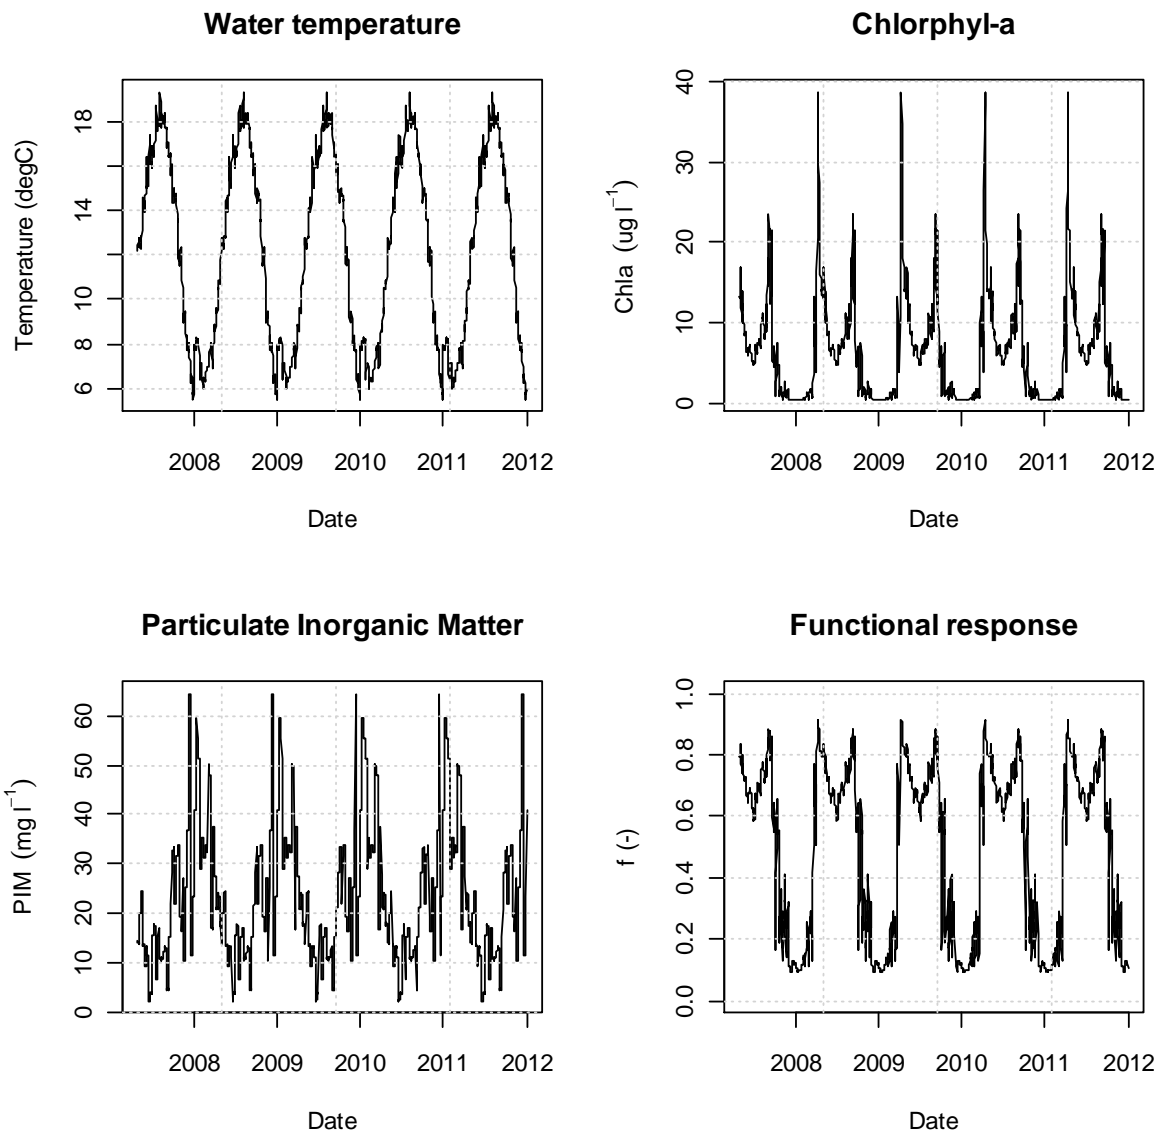 Water temperature
Temperature (degC)
18
14
10
8
6
2008 2009 2010 2011 2012
Date
Chlorphyl-a
Chla (ug l⁻¹)
40
30
20
10
0
2008 2009 2010 2011 2012
Date
Particulate Inorganic Matter
PIM (mg l⁻¹)
60
50
40
30
20
10
0
2008 2009 2010 2011 2012
Date
Functional response
f (-)
1.0
0.8
0.6
0.4
0.2
0.0
2008 2009 2010 2011 2012
Date